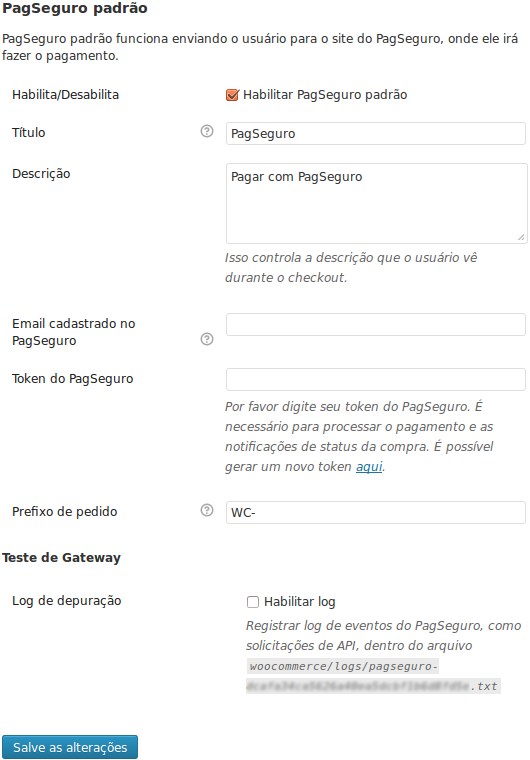 PagSeguro padrão
PagSeguro padrão funciona enviando o usuário para o site do PagSeguro, onde ele irá
fazer o pagamento.
Habilita/Desabilita
Habilitar PagSeguro padrão
Título
?
PagSeguro
Descrição
Pagar com PagSeguro
Isso controla a descrição que o usuário vê
durante o checkout.
Email cadastrado no
PagSeguro
?
Token do PagSeguro
Por favor digite seu token do PagSeguro. É
necessário para processar o pagamento e as
notificações de status da compra. É possível
gerar um novo token aqui.
Prefixo de pedido
?
WC-
Teste de Gateway
Log de depuração
Habilitar log
Registrar log de eventos do PagSeguro, como
solicitações de API, dentro do arquivo
woocommerce/logs/pagseguro-
.txt
Salve as alterações